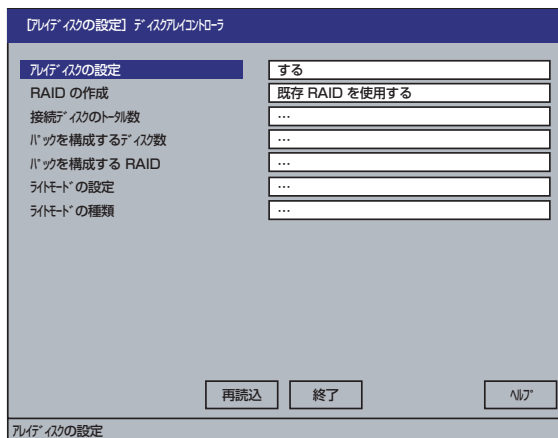 [ｱﾚｲﾃﾞｨｽｸの設定] ﾃﾞｨｽｸｱﾚｲｺﾝﾄﾛｰﾗ
ｱﾚｲﾃﾞｨｽｸの設定 する
RAID の作成 既存 RAID を使用する
接続ﾃﾞｨｽｸのﾄｰﾀﾙ数 …
ﾊﾟｯｸを構成するﾃﾞｨｽｸ数 …
ﾊﾟｯｸを構成する RAID …
ﾗｲﾄﾓｰﾄﾞの設定 …
ﾗｲﾄﾓｰﾄﾞの種類 …
再読込 終了 ﾍﾙﾌﾟ
ｱﾚｲﾃﾞｨｽｸの設定